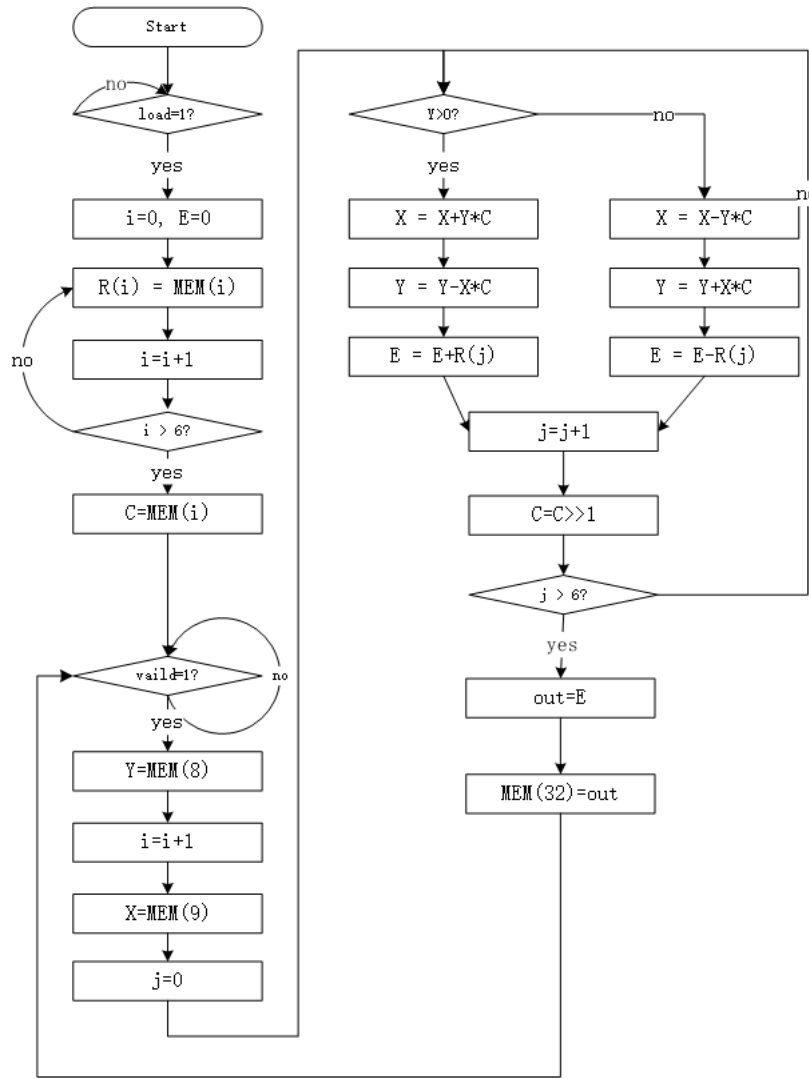 Start
no
load=1?
yes
i=0, E=0
R(i) = MEM(i)
no
i=i+1
i > 6?
yes
C=MEM(i)
vaild=1?
no
yes
Y=MEM(8)
i=i+1
X=MEM(9)
j=0
Y>0?
no
yes
X = X+Y*C
Y = Y-X*C
E = E+R(j)
X = X-Y*C
Y = Y+X*C
E = E-R(j)
j=j+1
C=C>>1
j > 6?
yes
out=E
MEM(32)=out